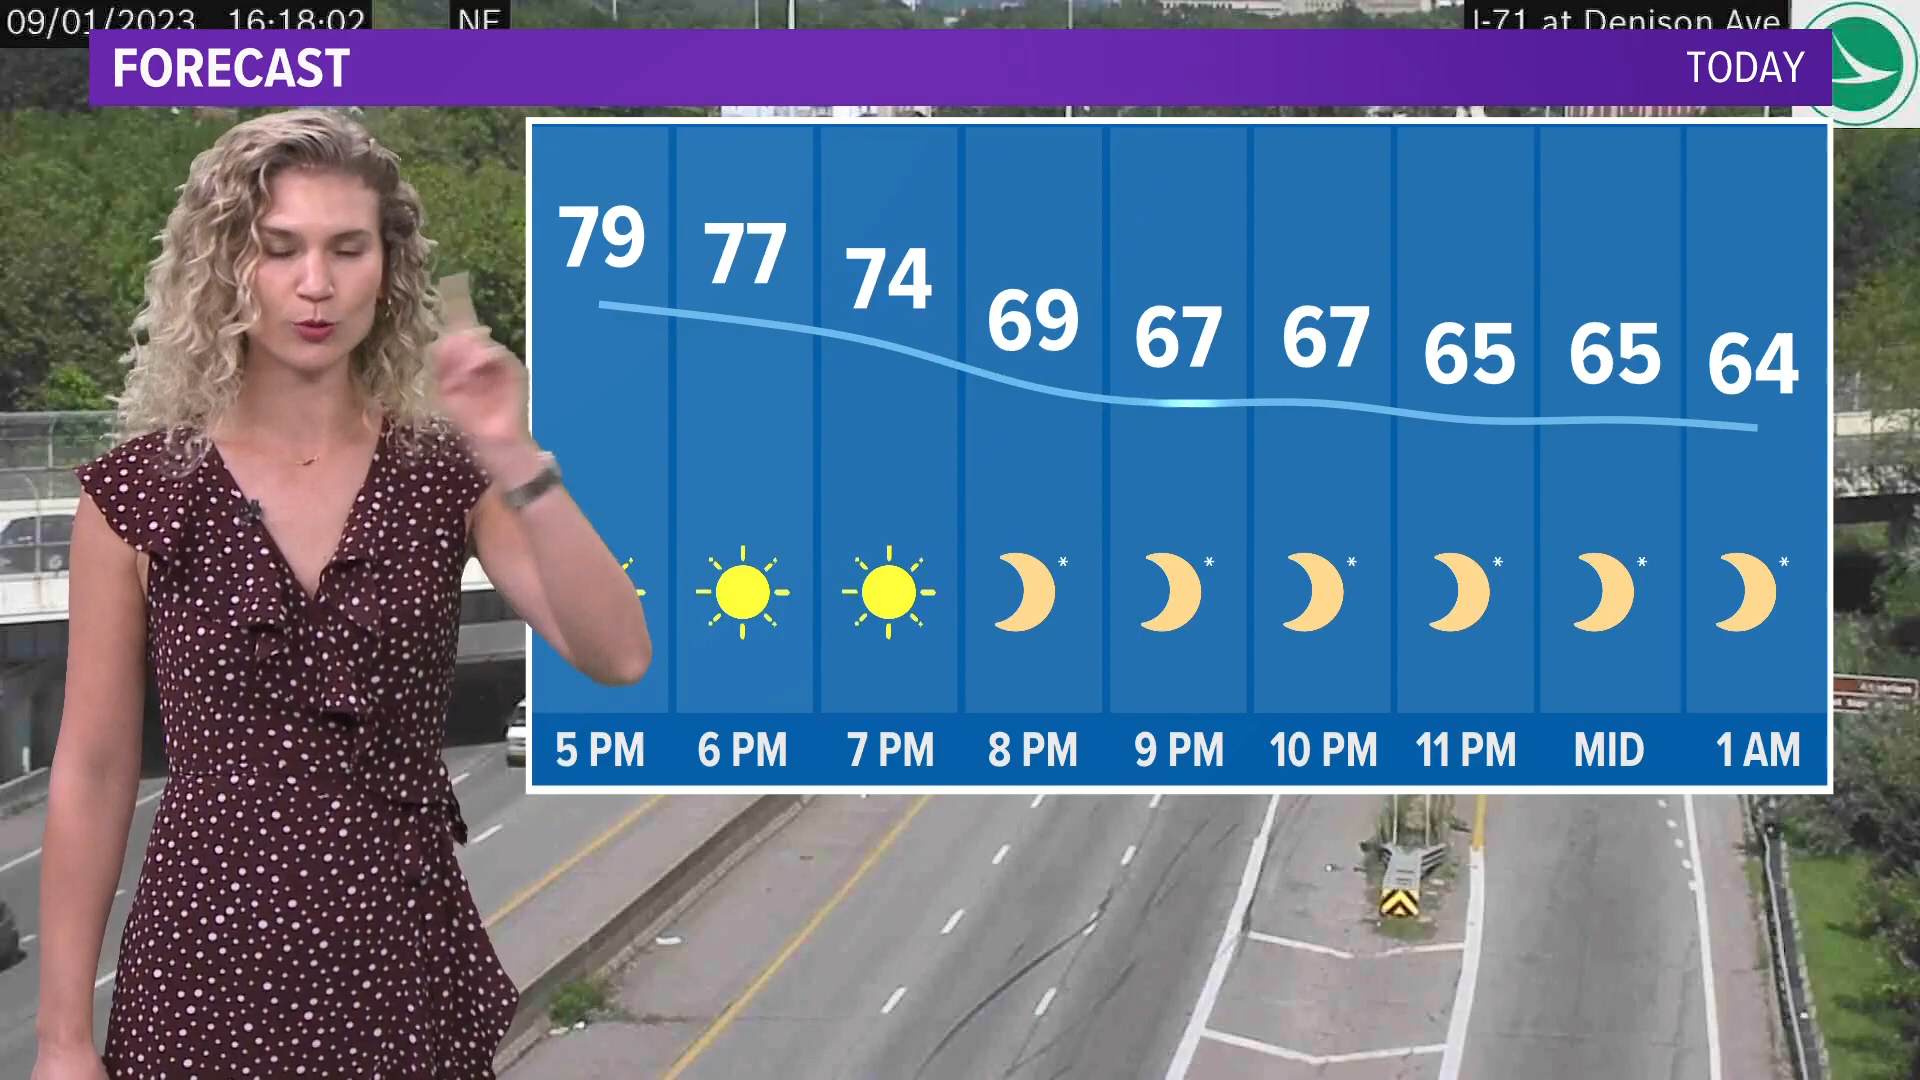 09/01/2023 16:18:02 NE
I-71 at Denison Ave
FORECAST
TODAY
79 77 74 69 67 67 65 65 64
5 PM 6 PM 7 PM 8 PM 9 PM 10 PM 11 PM MID 1 AM